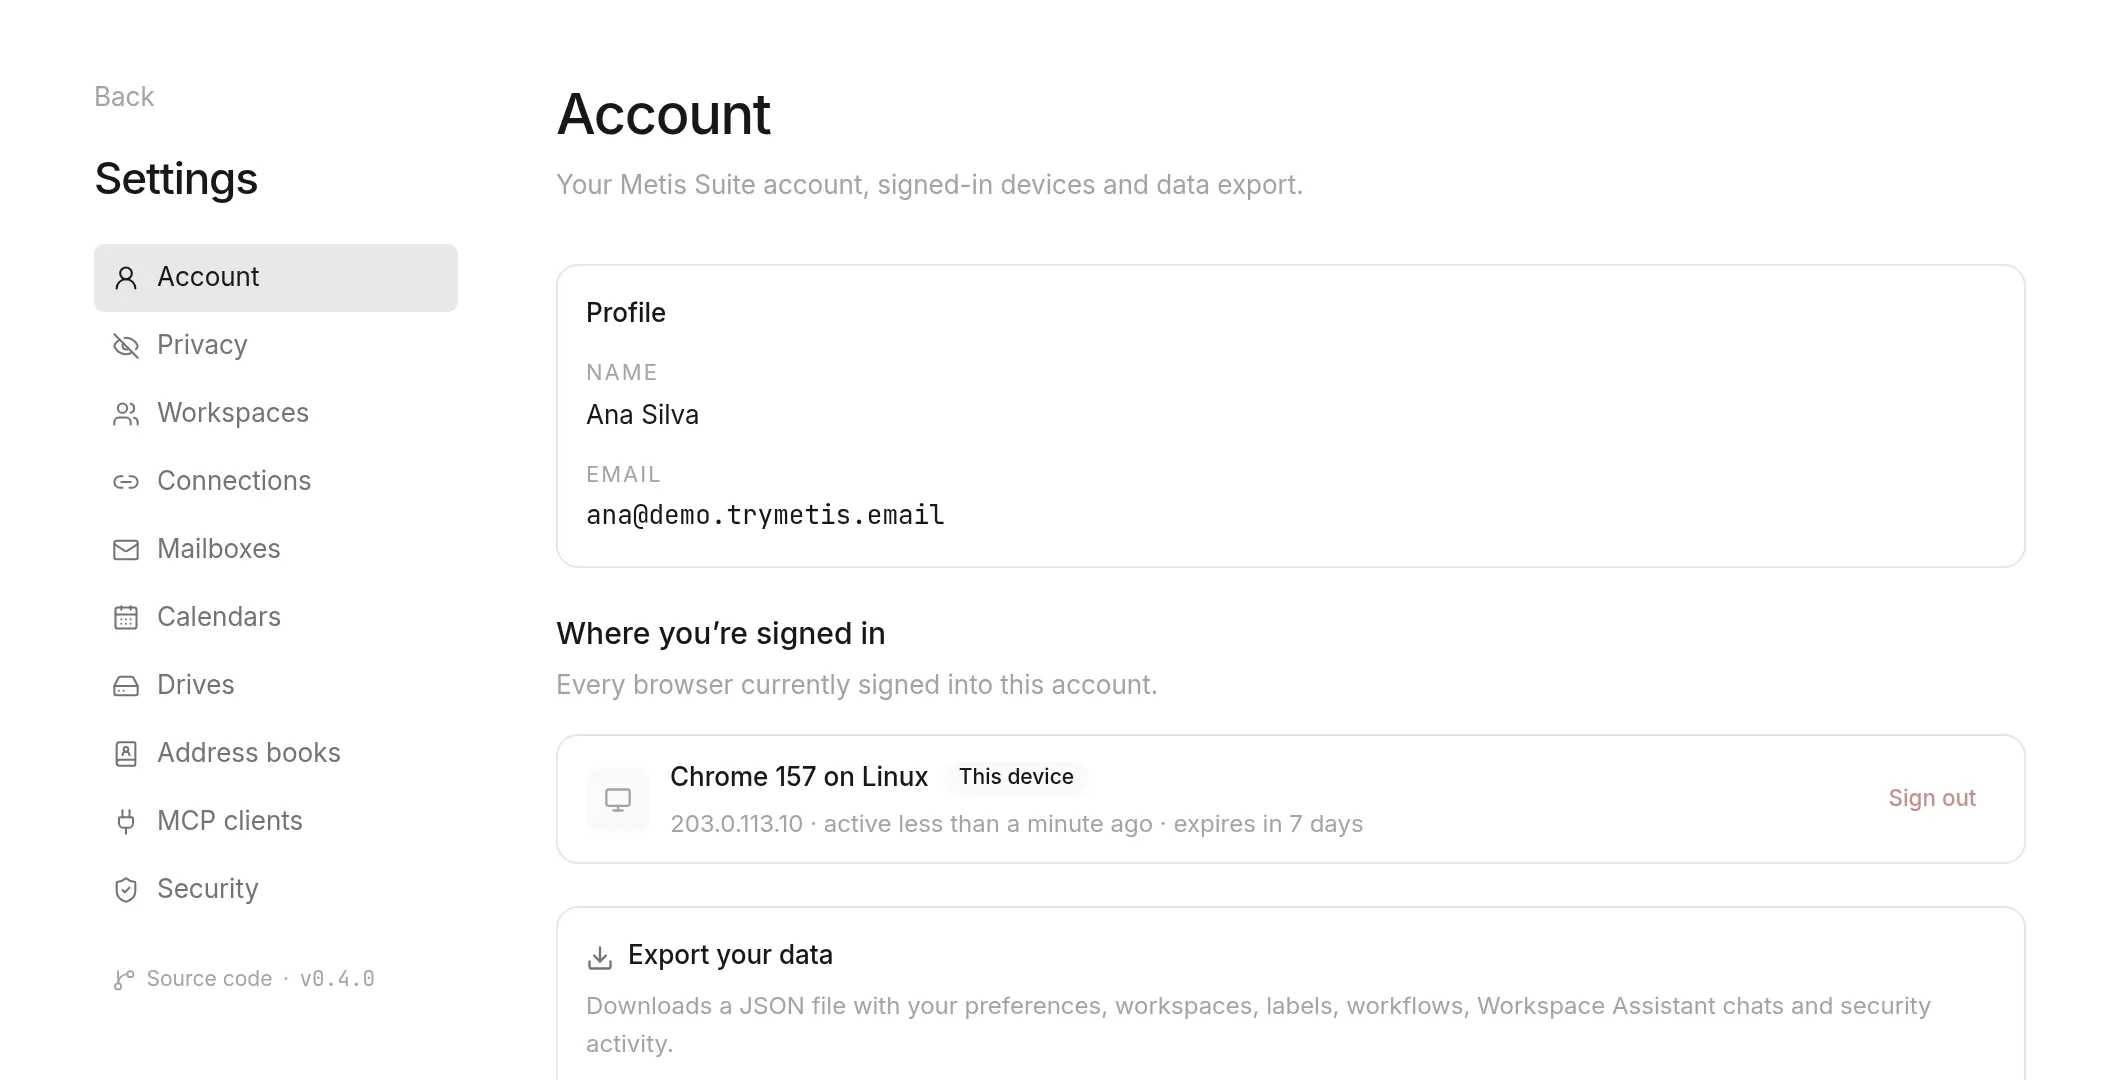 Back
Settings
Account
Privacy
Workspaces
Connections
Mailboxes
Calendars
Drives
Address books
MCP clients
Security
Source code · v0.4.0
Account
Your Metis Suite account, signed-in devices and data export.
Profile
NAME
Ana Silva
EMAIL
ana@demo.trymetis.email
Where you’re signed in
Every browser currently signed into this account.
Chrome 157 on Linux This device
203.0.113.10 · active less than a minute ago · expires in 7 days
Sign out
Export your data
Downloads a JSON file with your preferences, workspaces, labels, workflows, Workspace Assistant chats and security
activity.